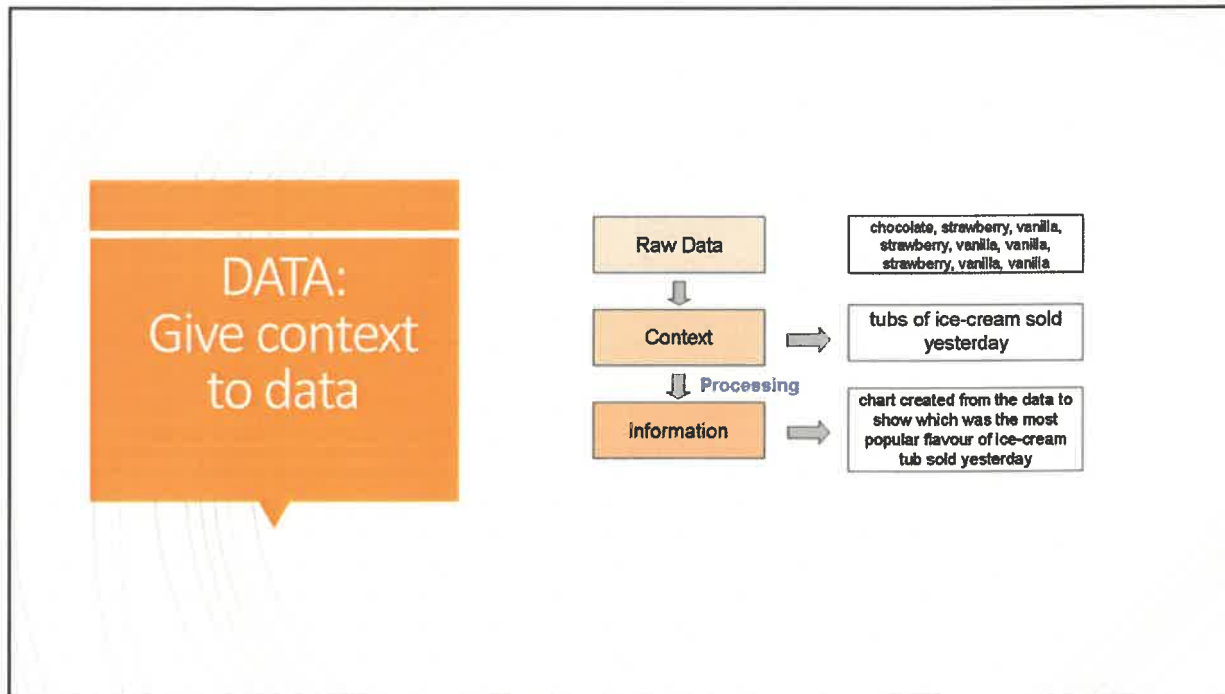 DATA:
Give context
to data
Raw Data
chocolate, strawberry, vanilla,
strawberry, vanilla, vanilla,
strawberry, vanilla, vanilla
Context
tubs of ice-cream sold
yesterday
Processing
Information
chart created from the data to
show which was the most
popular flavour of ice-cream
tub sold yesterday